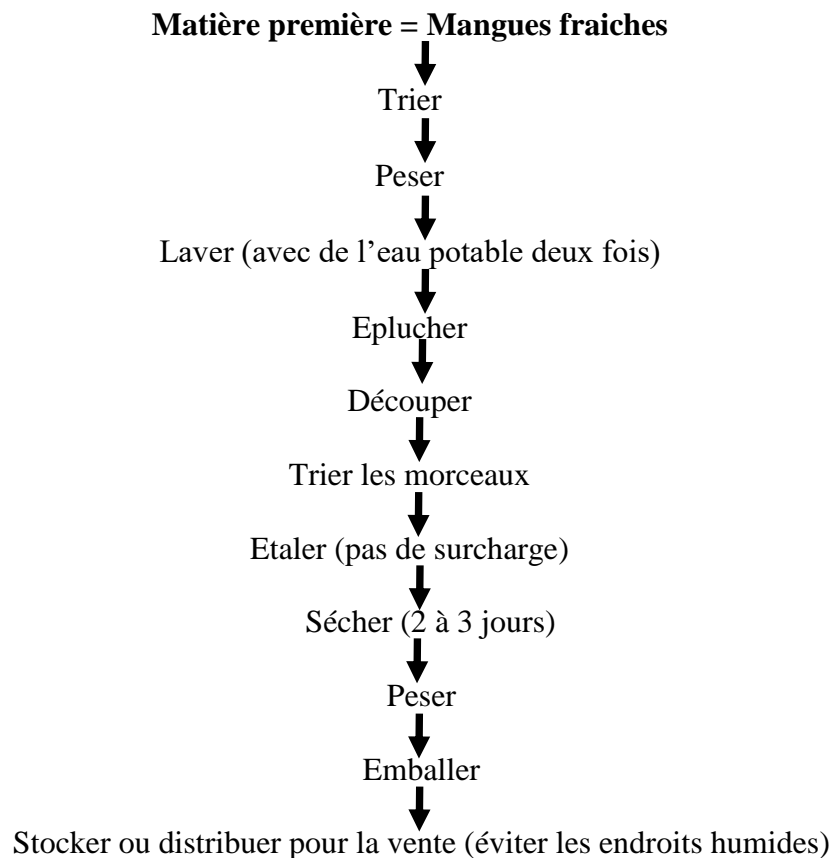 Matière première = Mangues fraiches
Trier
Peser
Laver (avec de l’eau potable deux fois)
Eplucher
Découper
Trier les morceaux
Etaler (pas de surcharge)
Sécher (2 à 3 jours)
Peser
Emballer
Stocker ou distribuer pour la vente (éviter les endroits humides)